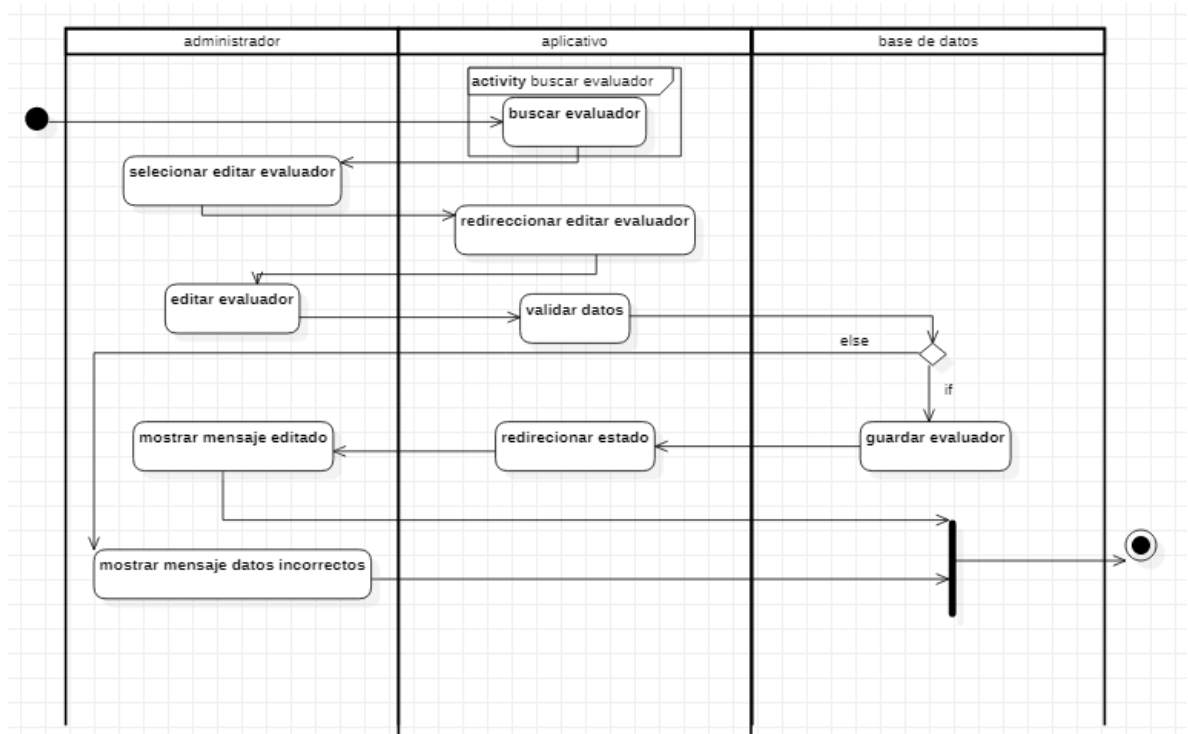 administrador
aplicativo
base de datos
activity buscar evaluador
buscar evaluador
selecionar editar evaluador
redireccionar editar evaluador
editar evaluador
validar datos
else
if
mostrar mensaje editado
redirecionar estado
guardar evaluador
mostrar mensaje datos incorrectos